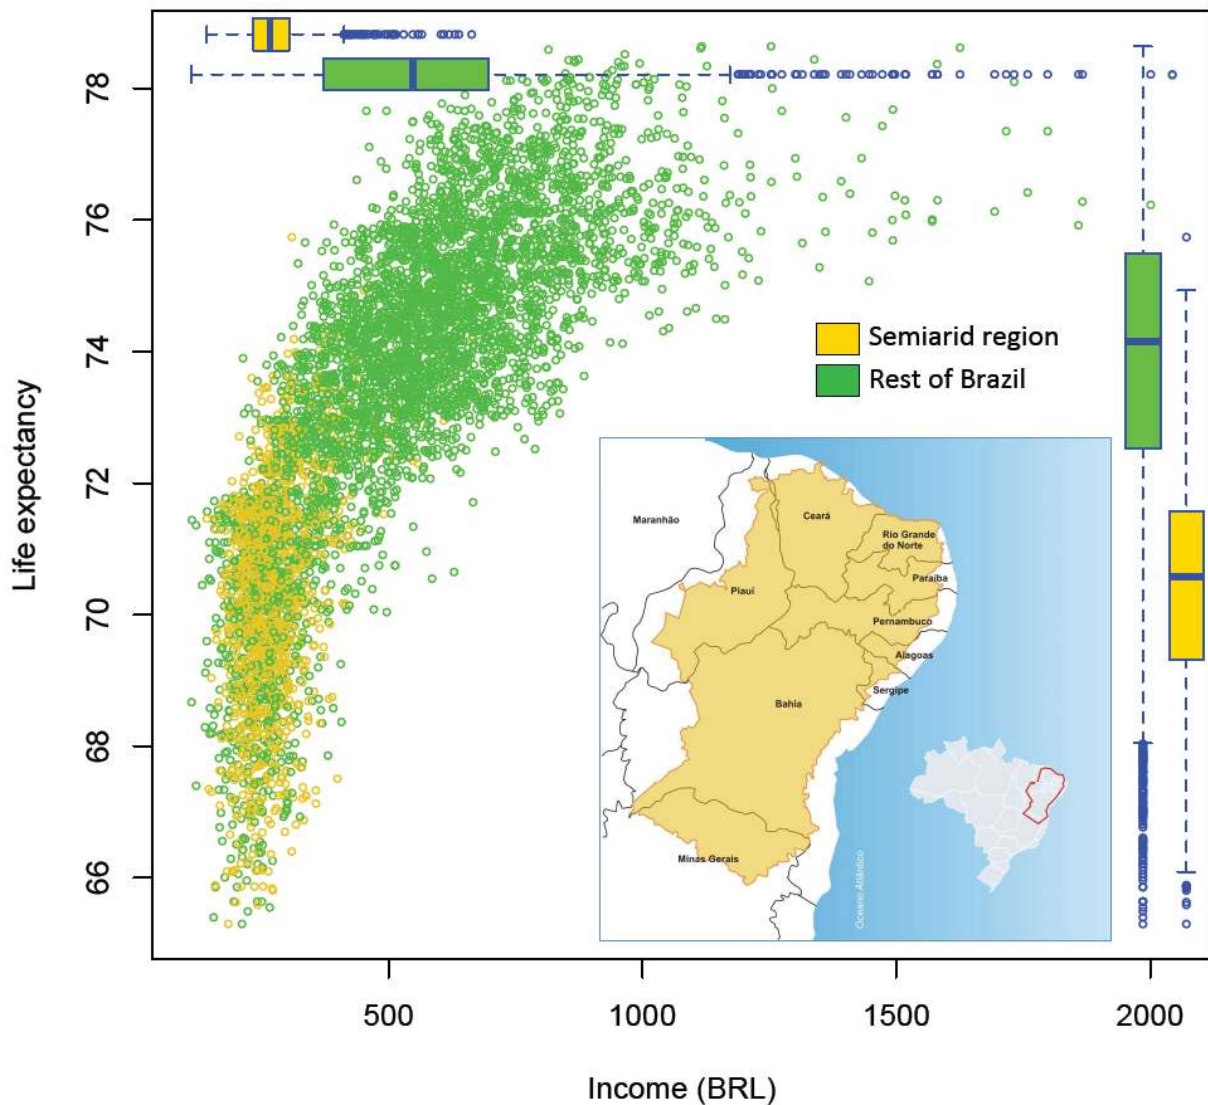 78
76
74
72
70
68
66
Life expectancy
Semiarid region
Rest of Brazil
Maranhão
Ceará
Rio Grande
do Norte
Paraíba
Piauí
Pernambuco
Alagoas
Sergipe
Bahia
Minas Gerais
Oceano Atlântico
500
1000
1500
2000
Income (BRL)